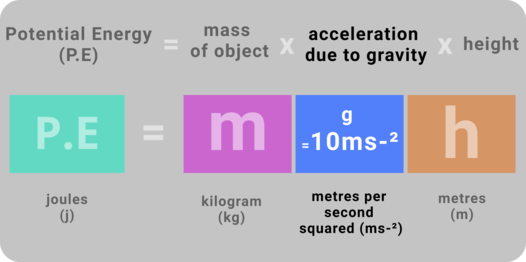 Potential Energy
(P.E)
=
mass
of object
x
acceleration
due to gravity
x
height
P.E
=
m
g
=10ms-²
h
joules
(j)
kilogram
(kg)
metres per
second
squared (ms-²)
metres
(m)